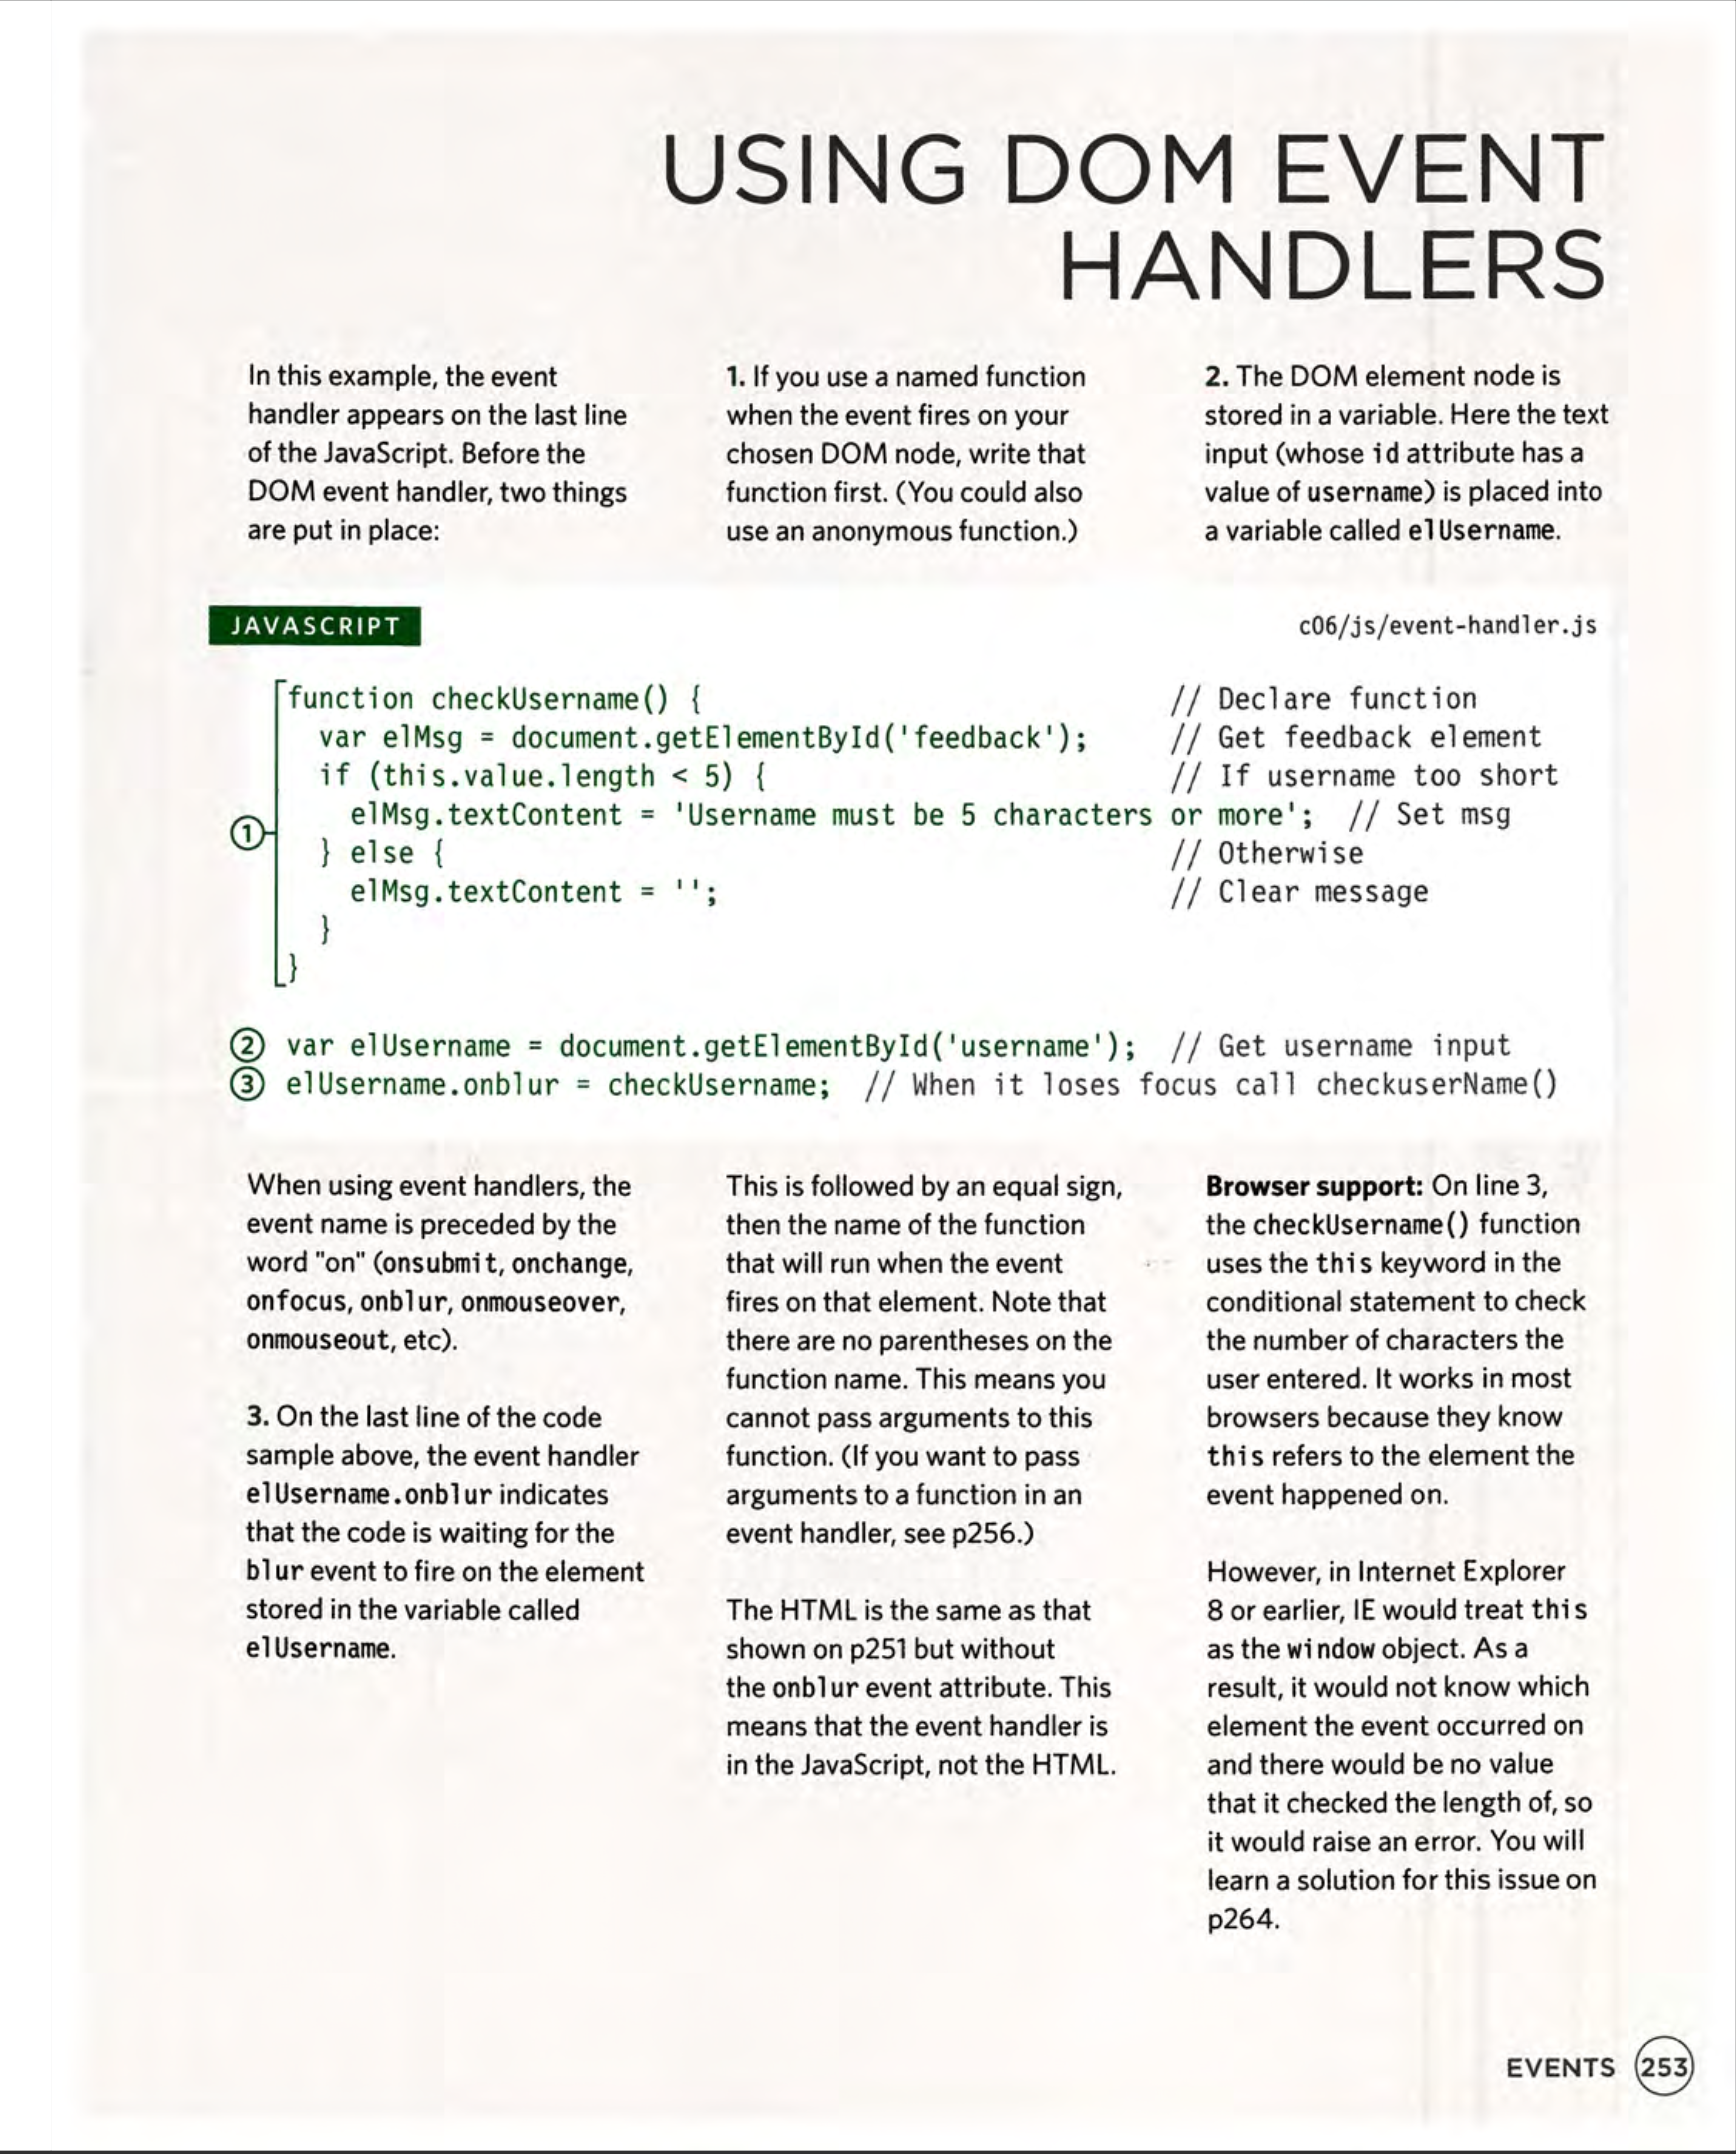 USING DOM EVENT
HANDLERS
In this example, the event
handler appears on the last line
of the JavaScript. Before the
DOM event handler, two things
are put in place:
1. If you use a named function
when the event fires on your
chosen DOM node, write that
function first. (You could also
use an anonymous function.)
2. The DOM element node is
stored in a variable. Here the text
input (whose id attribute has a
value of username) is placed into
a variable called elUsername.
JAVASCRIPT
c06/js/event-handler.js
function checkUsername() { // Declare function
var elMsg = document.getElementById('feedback'); // Get feedback element
if (this.value.length < 5) { // If username too short
elMsg.textContent = 'Username must be 5 characters or more'; // Set msg
① } else { // Otherwise
elMsg.textContent = ''; // Clear message
}
}
② var elUsername = document.getElementById('username'); // Get username input
③ elUsername.onblur = checkUsername; // When it loses focus call checkuserName()
When using event handlers, the
event name is preceded by the
word "on" (onsubmit, onchange,
onfocus, onblur, onmouseover,
onmouseout, etc).
3. On the last line of the code
sample above, the event handler
elUsername.onblur indicates
that the code is waiting for the
blur event to fire on the element
stored in the variable called
elUsername.
This is followed by an equal sign,
then the name of the function
that will run when the event
fires on that element. Note that
there are no parentheses on the
function name. This means you
cannot pass arguments to this
function. (If you want to pass
arguments to a function in an
event handler, see p256.)
The HTML is the same as that
shown on p251 but without
the onblur event attribute. This
means that the event handler is
in the JavaScript, not the HTML.
Browser support: On line 3,
the checkUsername() function
uses the this keyword in the
conditional statement to check
the number of characters the
user entered. It works in most
browsers because they know
this refers to the element the
event happened on.
However, in Internet Explorer
8 or earlier, IE would treat this
as the window object. As a
result, it would not know which
element the event occurred on
and there would be no value
that it checked the length of, so
it would raise an error. You will
learn a solution for this issue on
p264.
EVENTS 253